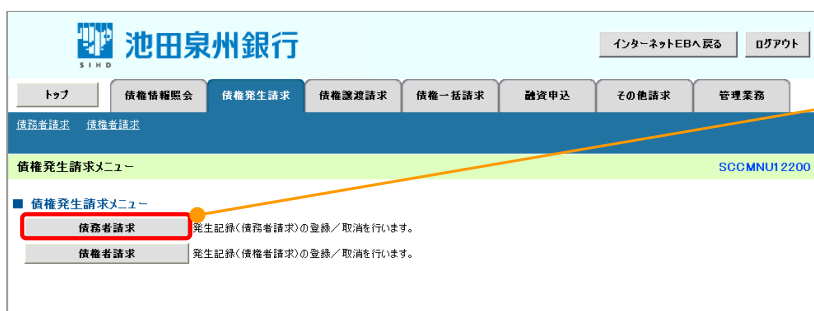 池田泉州銀行
SIHD
インターネットEBへ戻る ログアウト
トップ 債権情報照会 債権発生請求 債権譲渡請求 債権一括請求 融資申込 その他請求 管理業務
債務者請求 債権者請求
債権発生請求メニュー SCCMNU12200
■ 債権発生請求メニュー
債務者請求 発生記録(債務者請求)の登録/取消を行います。
債権者請求 発生記録(債権者請求)の登録/取消を行います。